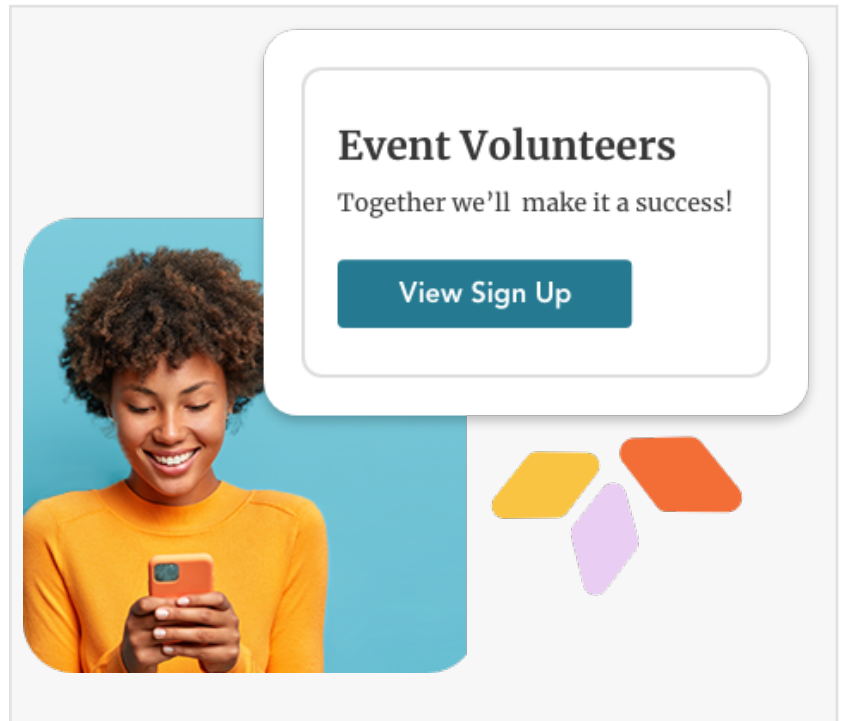 Event Volunteers
Together we’ll  make it a success!
View Sign Up